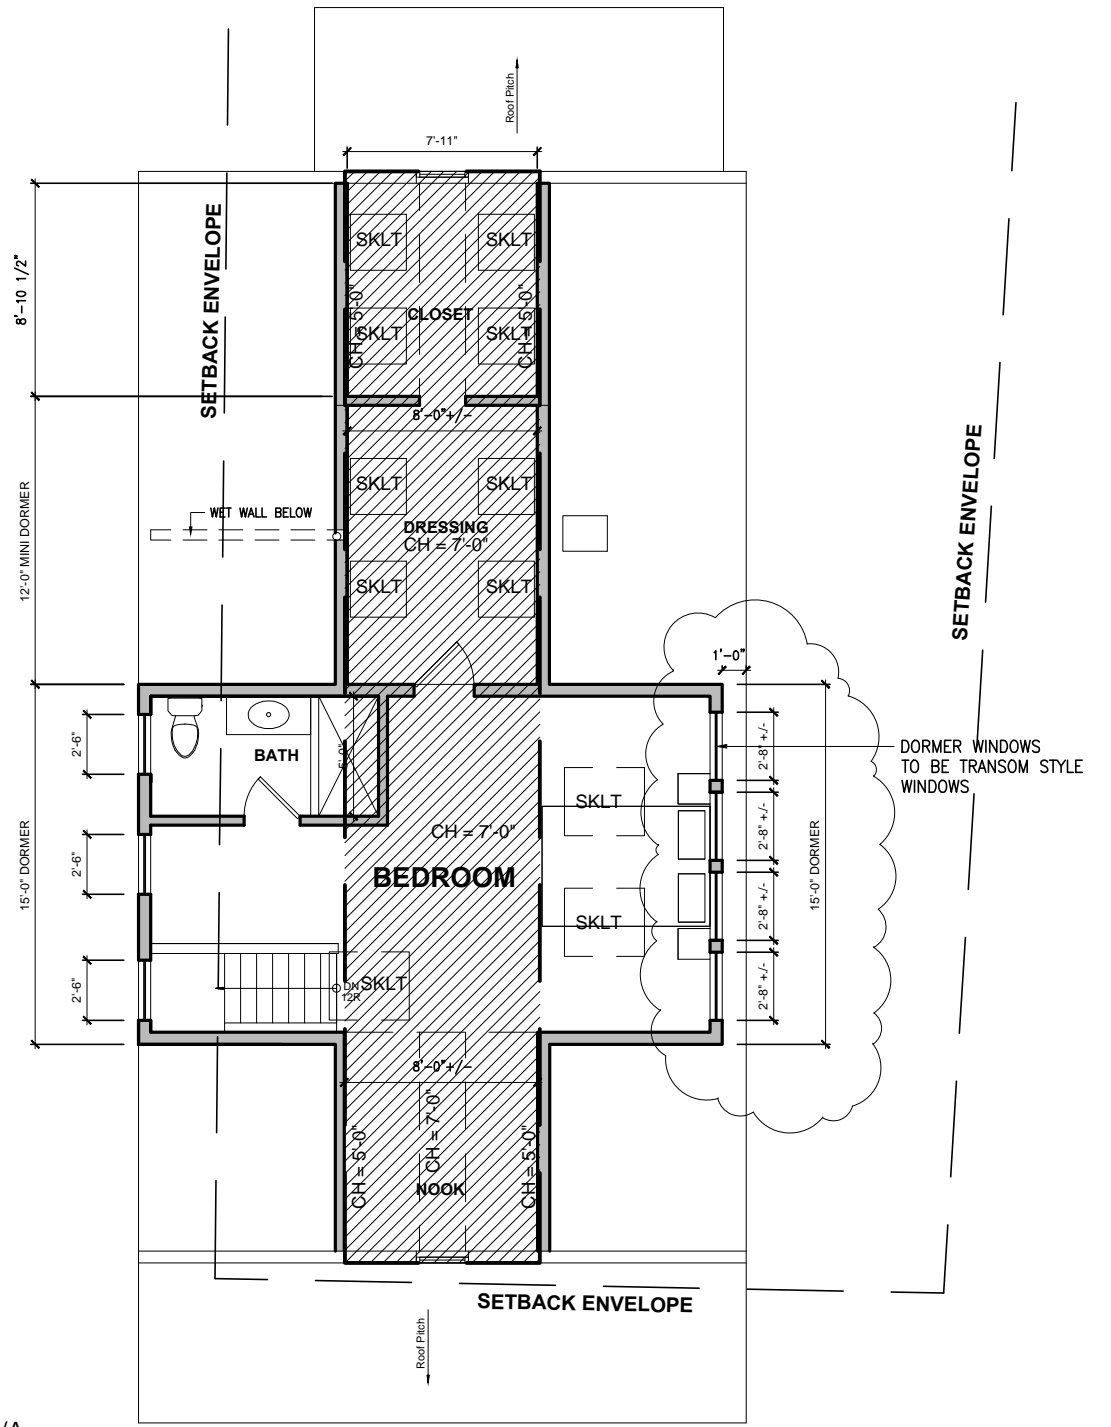 Roof Pitch
7'-11"
SETBACK ENVELOPE
8'-10 1/2"
SKLT
SKLT
CH = 5'-0"
CH = 5'-0"
CLOSET
SKLT
SKLT
8'-0"+/-
SETBACK ENVELOPE
SKLT
SKLT
12'-0" MINI DORMER
WET WALL BELOW
DRESSING
CH = 7'-0"
SKLT
SKLT
1'-0"
2'-6"
BATH
5'-0"
2'-8" +/-
DORMER WINDOWS
TO BE TRANSOM STYLE
WINDOWS
SKLT
2'-8" +/-
CH = 7'-0"
15'-0" DORMER
2'-6"
BEDROOM
2'-8" +/-
15'-0" DORMER
SKLT
2'-6"
DN
12R
SKLT
2'-8" +/-
8'-0"+/-
CH = 5'-0"
CH = 7'-0"
CH = 5'-0"
NOOK
SETBACK ENVELOPE
Roof Pitch